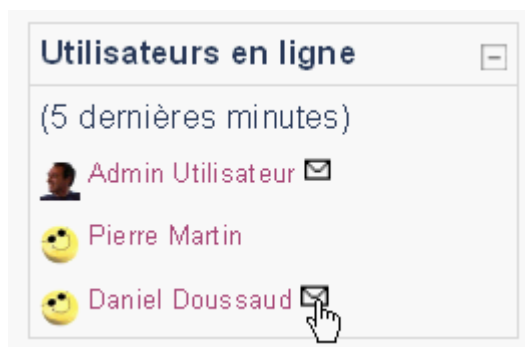 Utilisateurs en ligne
(5 dernières minutes)
Admin Utilisateur
Pierre Martin
Daniel Doussaud